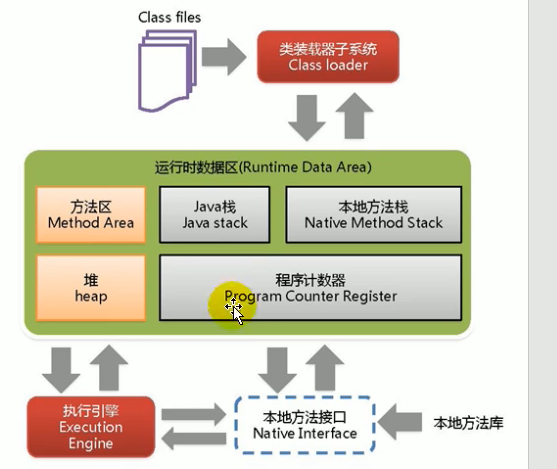 Class files
类装载器子系统
Class loader
运行时数据区(Runtime Data Area)
方法区
Method Area
Java栈
Java stack
本地方法栈
Native Method Stack
堆
heap
程序计数器
Program Counter Register
执行引擎
Execution
Engine
本地方法接口
Native Interface
本地方法库